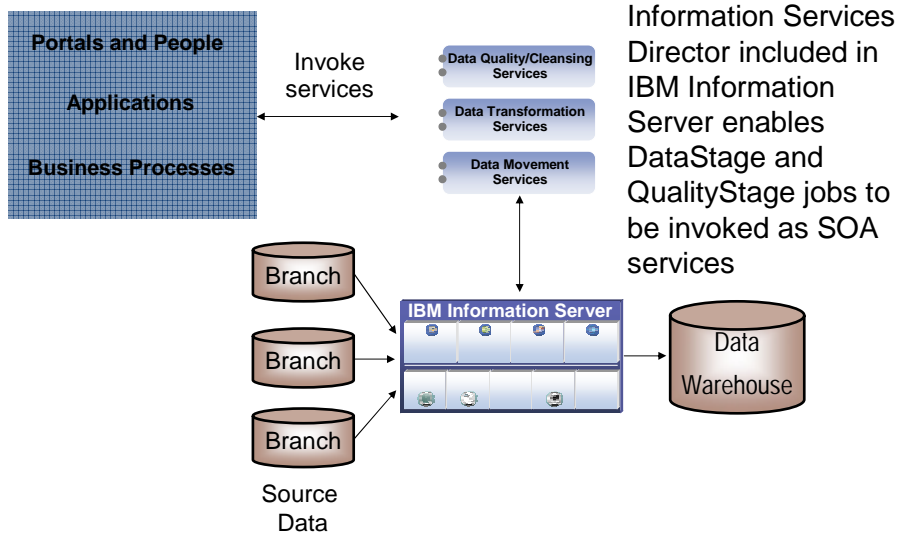 Portals and People
Applications
Business Processes
Invoke
services
Data Quality/Cleansing
Services
Data Transformation
Services
Data Movement
Services
Information Services
Director included in
IBM Information
Server enables
DataStage and
QualityStage jobs to
be invoked as SOA
services
Branch
Branch
Branch
Source
Data
IBM Information Server
Data
Warehouse